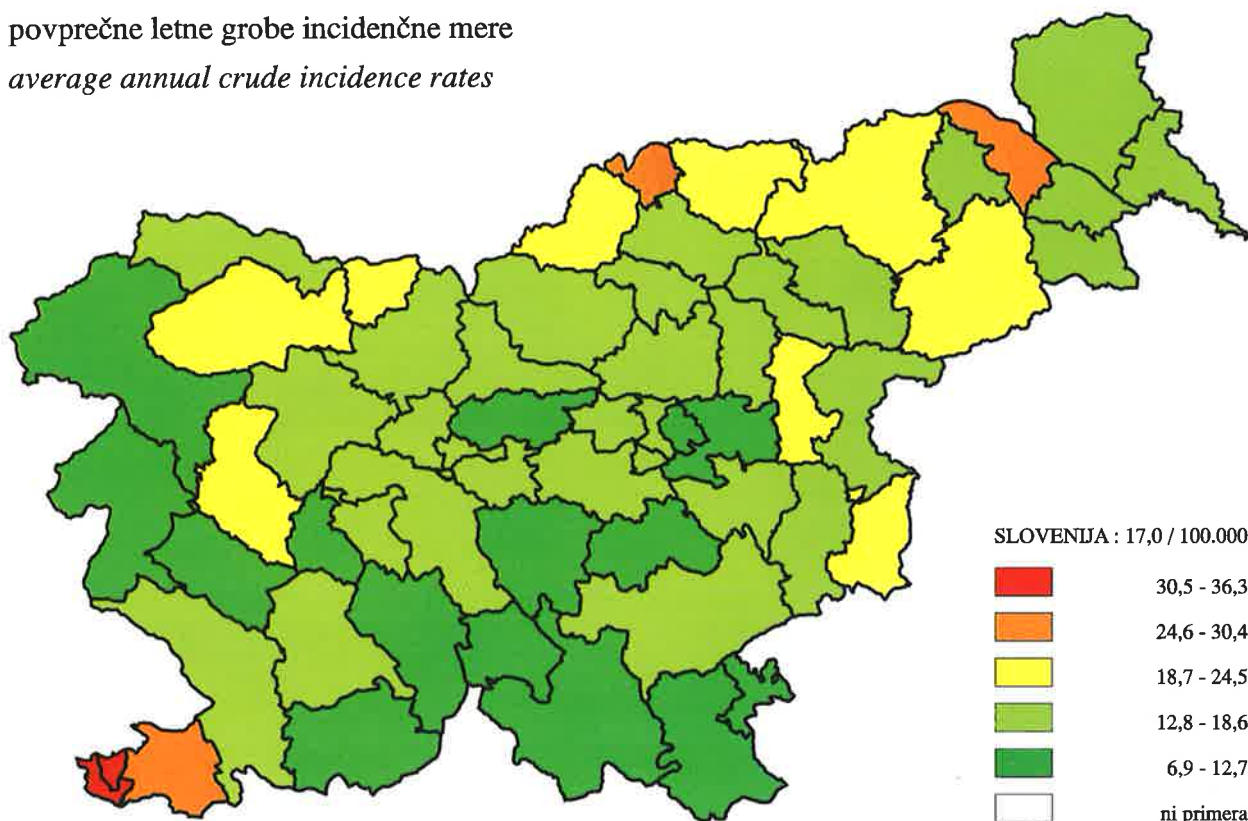 povprečne letne grobe incidenčne mere
average annual crude incidence rates
SLOVENIJA : 17,0 / 100.000
30,5 - 36,3
24,6 - 30,4
18,7 - 24,5
12,8 - 18,6
6,9 - 12,7
ni primera